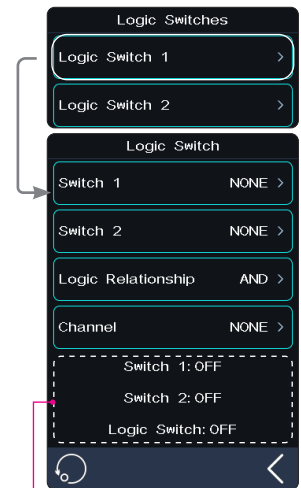 Logic Switches
Logic Switch 1
Logic Switch 2
Logic Switch
Switch 1 NONE
Switch 2 NONE
Logic Relationship AND
Channel NONE
Switch 1: OFF
Switch 2: OFF
Logic Switch: OFF